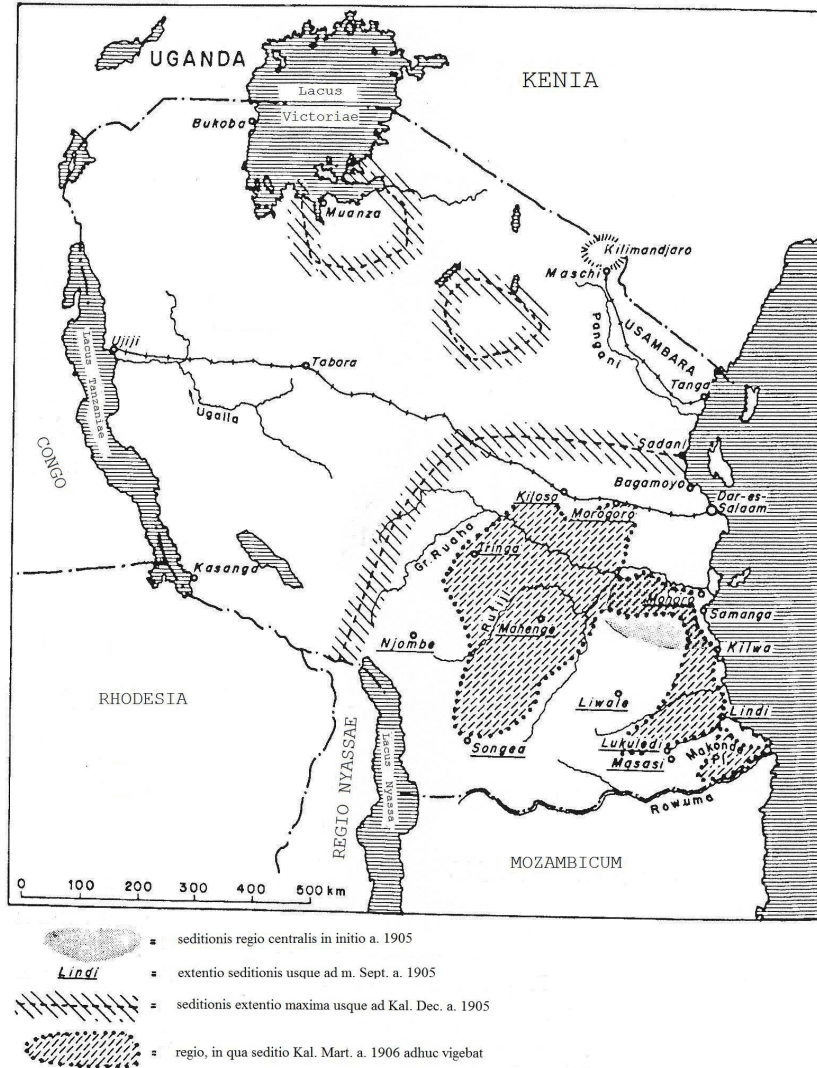 UGANDA
KENIA
Lacus
Victoriae
Bukoba
Muanza
Kilimandjaro
Maschi
USAMBARA
Pangani
Tanga
Ujiji
Tabora
Lacus Tanzaniae
Ugalla
Sadani
Bagamoyo
Dar-es-
Salaam
CONGO
Kilosa
Morogoro
Gr. Ruaha
Iringa
Kasanga
Mohoro
Samanga
Rufiji
Mahenge
Njombe
Kilwa
RHODESIA
Liwale
Lindi
Songea
Lukuledi
Makonde
Pl.
Masasi
REGIO NYASSAE
Lacus Nyassa
Rowuma
MOZAMBICUM
0 100 200 300 400 500 km
= seditionis regio centralis in initio a. 1905
Lindi = extentio seditionis usque ad m. Sept. a. 1905
= seditionis extentio maxima usque ad Kal. Dec. a. 1905
= regio, in qua seditio Kal. Mart. a. 1906 adhuc vigebat